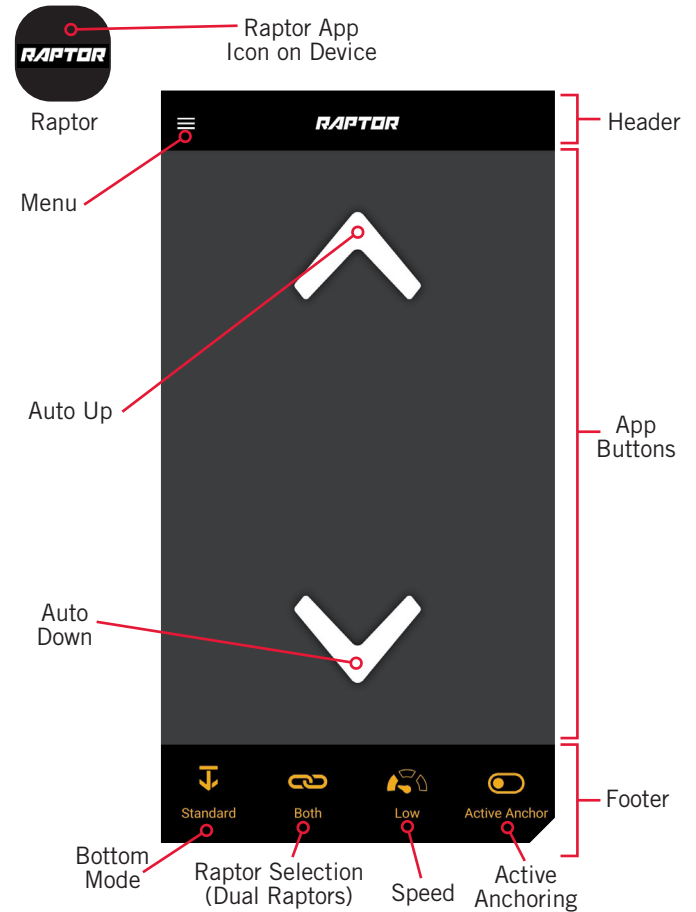 Raptor App
Icon on Device
RAPTOR
Raptor
RAPTOR
Header
Menu
Auto Up
App
Buttons
Auto
Down
Standard
Both
Low
Active Anchor
Footer
Bottom
Mode
Raptor Selection
(Dual Raptors)
Speed
Active
Anchoring